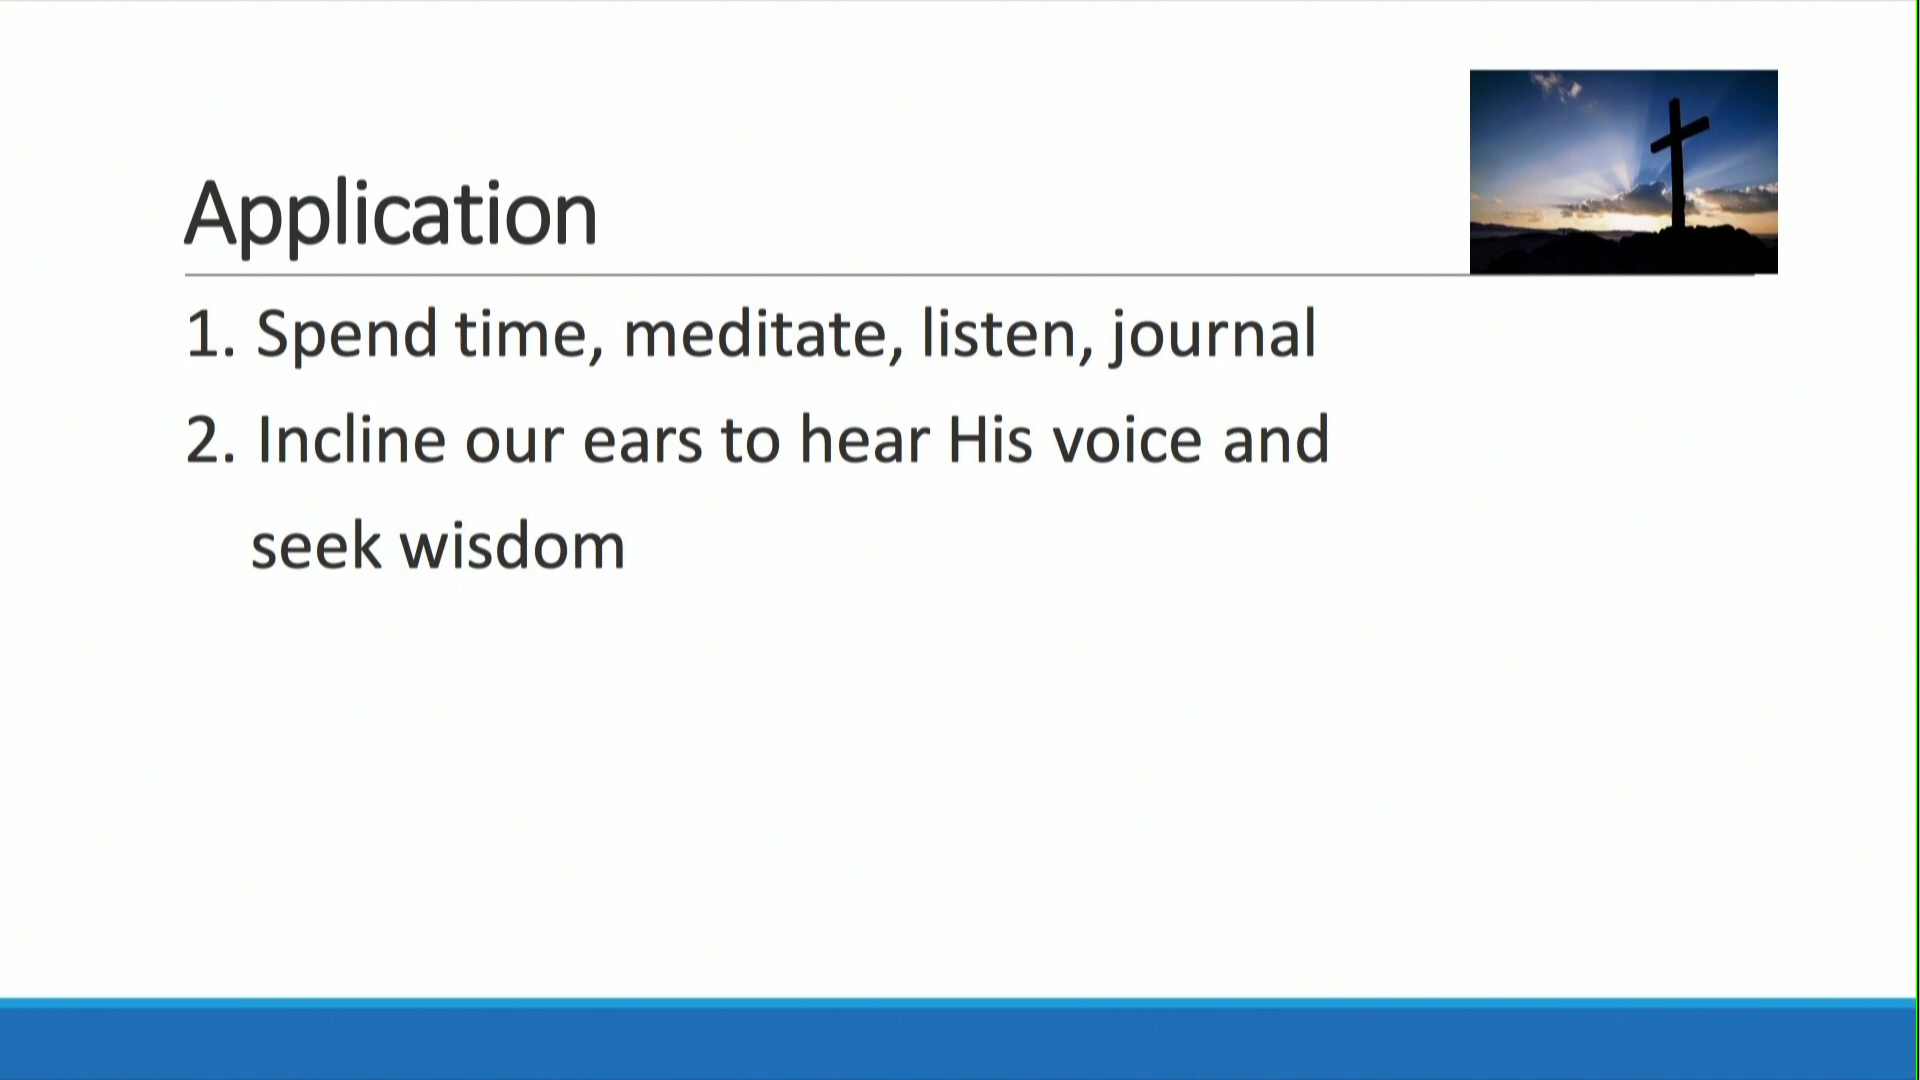 Application
1. Spend time, meditate, listen, journal
2. Incline our ears to hear His voice and
seek wisdom